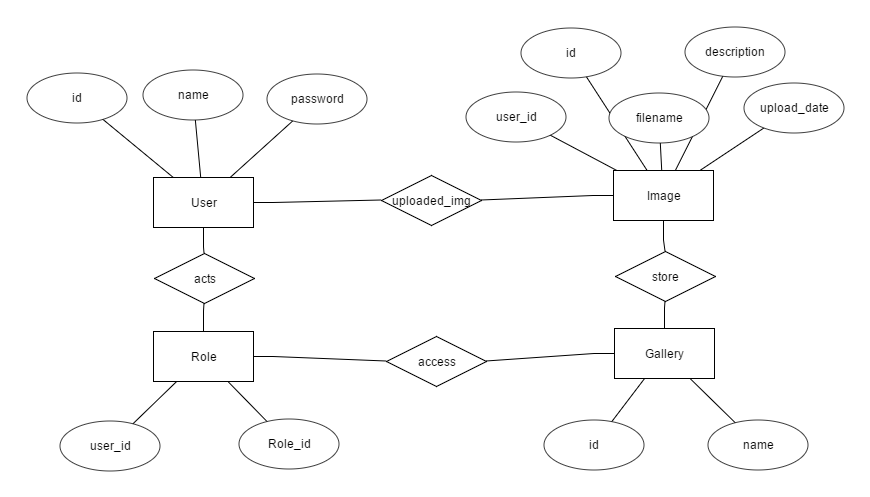 id
description
name
id
password
user_id
filename
upload_date
User
uploaded_img
Image
acts
store
Role
access
Gallery
user_id
Role_id
id
name